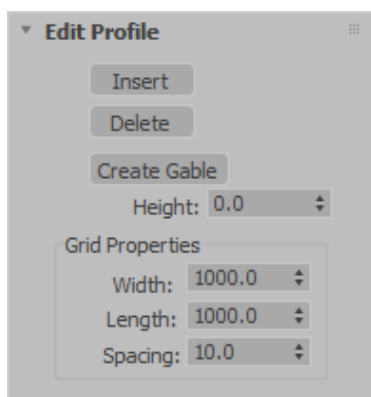 Edit Profile
Insert
Delete
Create Gable
Height: 0.0
Grid Properties
Width: 1000.0
Length: 1000.0
Spacing: 10.0